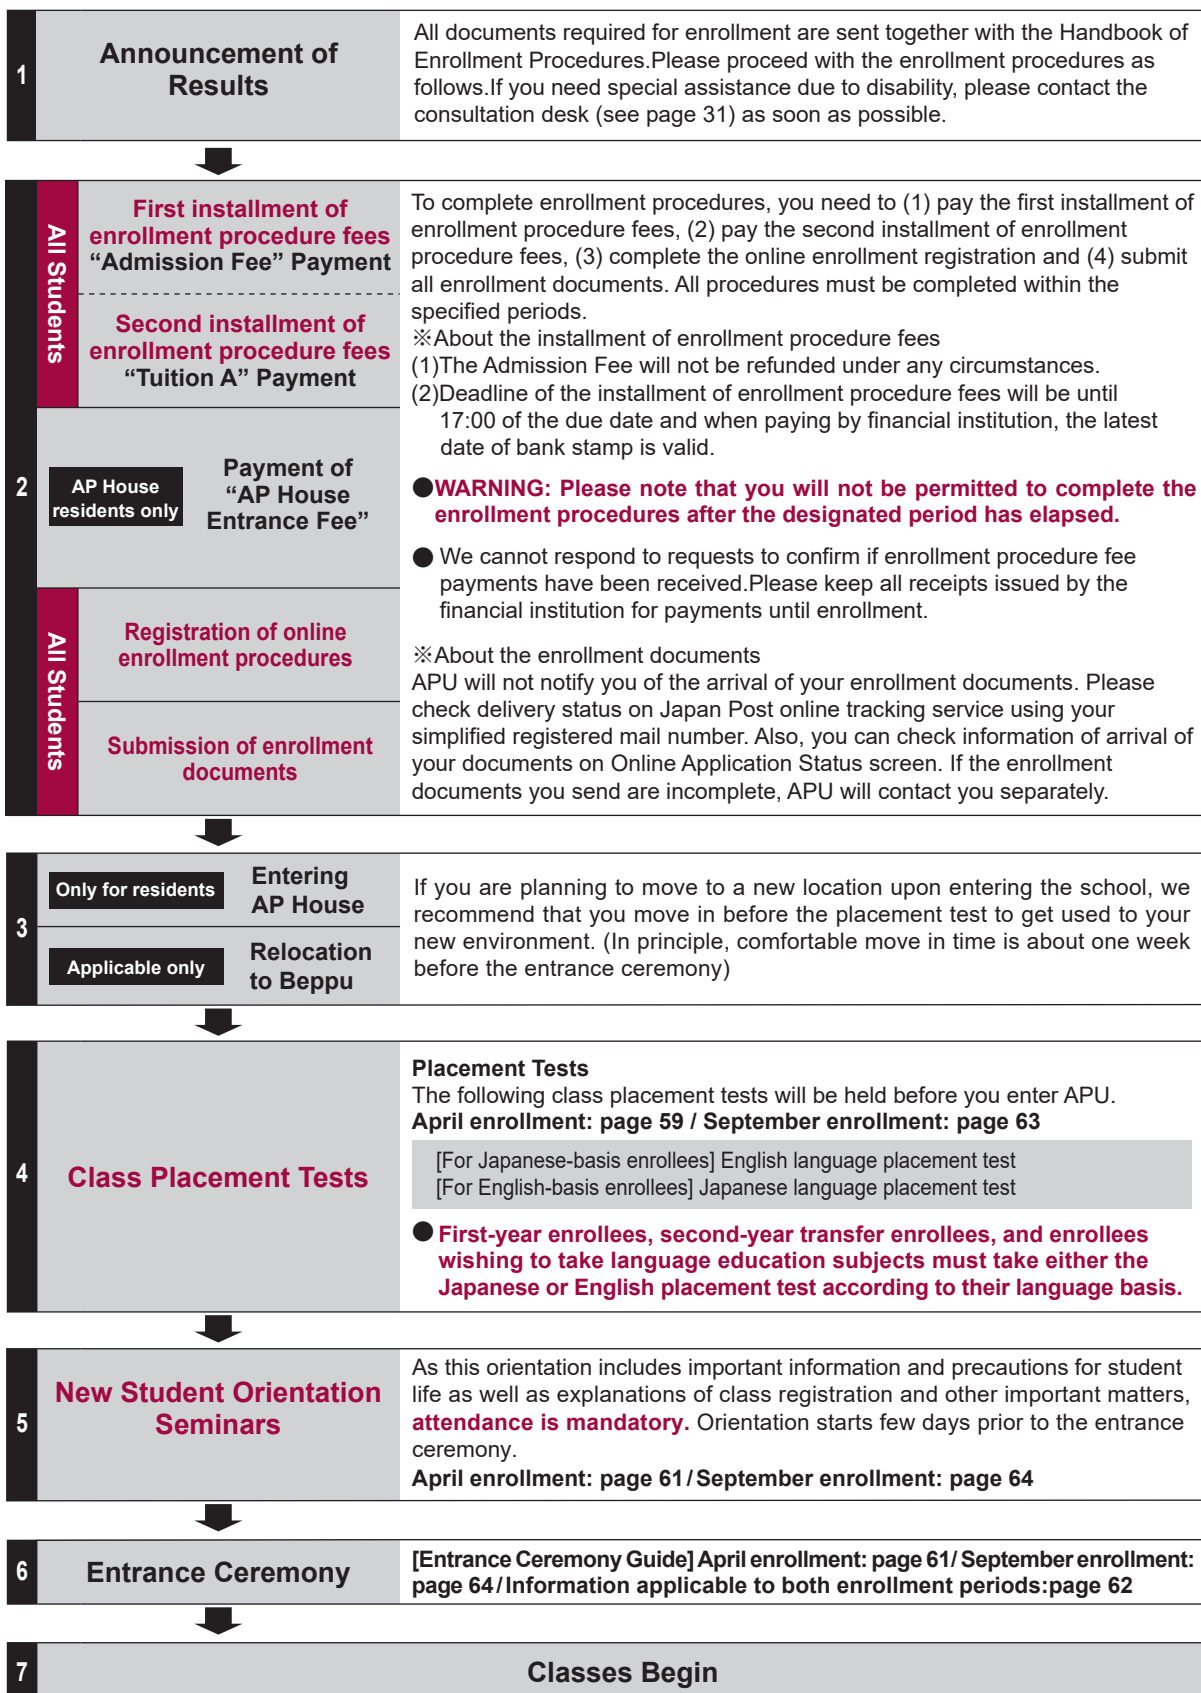 1
Announcement of
Results
All documents required for enrollment are sent together with the Handbook of
Enrollment Procedures.Please proceed with the enrollment procedures as
follows.If you need special assistance due to disability, please contact the
consultation desk (see page 31) as soon as possible.
2
All Students
First installment of
enrollment procedure fees
“Admission Fee” Payment
Second installment of
enrollment procedure fees
“Tuition A” Payment
AP House
residents only
Payment of
“AP House
Entrance Fee”
All Students
Registration of online
enrollment procedures
Submission of enrollment
documents
To complete enrollment procedures, you need to (1) pay the first installment of
enrollment procedure fees, (2) pay the second installment of enrollment
procedure fees, (3) complete the online enrollment registration and (4) submit
all enrollment documents. All procedures must be completed within the
specified periods.
※About the installment of enrollment procedure fees
(1)The Admission Fee will not be refunded under any circumstances.
(2)Deadline of the installment of enrollment procedure fees will be until
17:00 of the due date and when paying by financial institution, the latest
date of bank stamp is valid.
●WARNING: Please note that you will not be permitted to complete the
enrollment procedures after the designated period has elapsed.
● We cannot respond to requests to confirm if enrollment procedure fee
payments have been received.Please keep all receipts issued by the
financial institution for payments until enrollment.
※About the enrollment documents
APU will not notify you of the arrival of your enrollment documents. Please
check delivery status on Japan Post online tracking service using your
simplified registered mail number. Also, you can check information of arrival of
your documents on Online Application Status screen. If the enrollment
documents you send are incomplete, APU will contact you separately.
3
Only for residents
Entering
AP House
Applicable only
Relocation
to Beppu
If you are planning to move to a new location upon entering the school, we
recommend that you move in before the placement test to get used to your
new environment. (In principle, comfortable move in time is about one week
before the entrance ceremony)
4
Class Placement Tests
Placement Tests
The following class placement tests will be held before you enter APU.
April enrollment: page 59 / September enrollment: page 63
[For Japanese-basis enrollees] English language placement test
[For English-basis enrollees] Japanese language placement test
● First-year enrollees, second-year transfer enrollees, and enrollees
wishing to take language education subjects must take either the
Japanese or English placement test according to their language basis.
5
New Student Orientation
Seminars
As this orientation includes important information and precautions for student
life as well as explanations of class registration and other important matters,
attendance is mandatory. Orientation starts few days prior to the entrance
ceremony.
April enrollment: page 61/September enrollment: page 64
6
Entrance Ceremony
[Entrance Ceremony Guide] April enrollment: page 61/ September enrollment:
page 64/Information applicable to both enrollment periods:page 62
7
Classes Begin